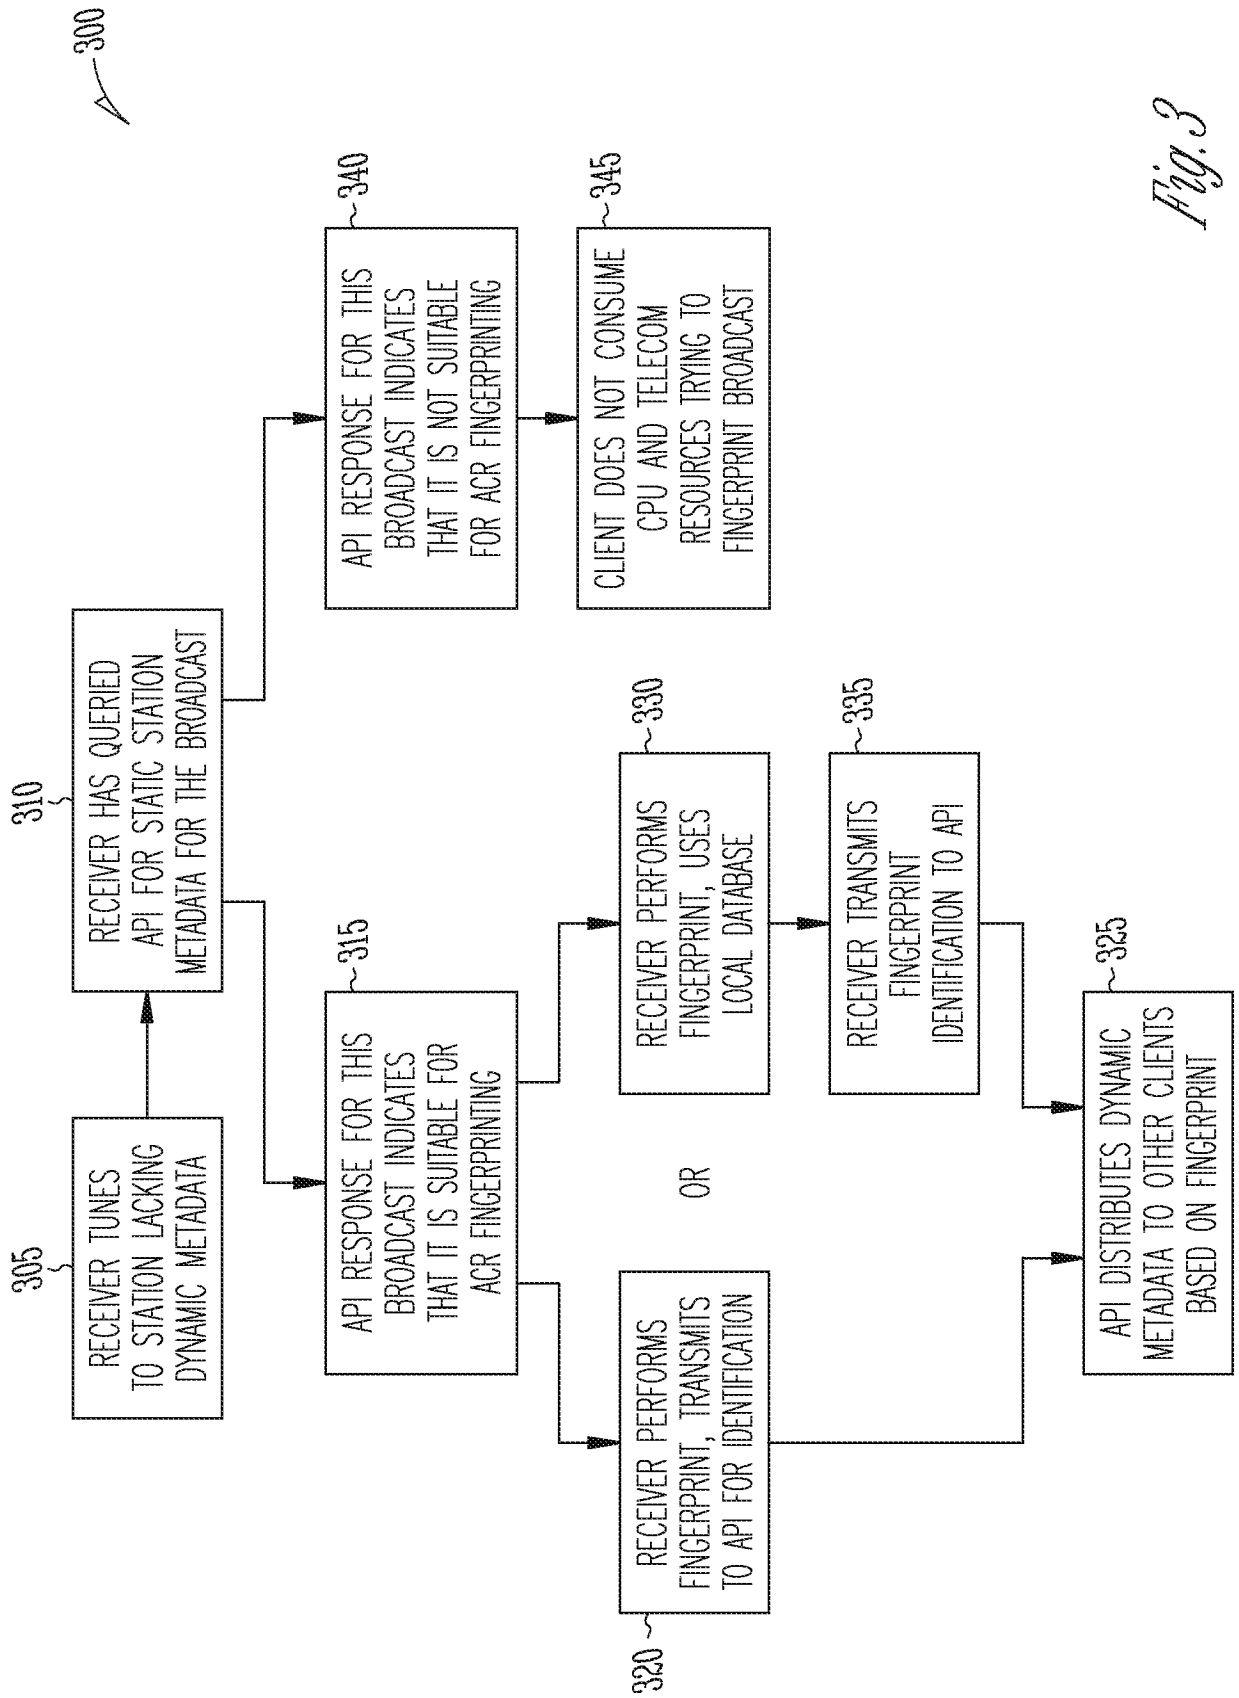 300
305
RECEIVER TUNES
TO STATION LACKING
DYNAMIC METADATA
310
RECEIVER HAS QUERIED
API FOR STATIC STATION
METADATA FOR THE BROADCAST
315
API RESPONSE FOR THIS
BROADCAST INDICATES
THAT IT IS SUITABLE FOR
ACR FINGERPRINTING
340
API RESPONSE FOR THIS
BROADCAST INDICATES
THAT IT IS NOT SUITABLE
FOR ACR FINGERPRINTING
320
RECEIVER PERFORMS
FINGERPRINT, TRANSMITS
TO API FOR IDENTIFICATION
OR
330
RECEIVER PERFORMS
FINGERPRINT, USES
LOCAL DATABASE
345
CLIENT DOES NOT CONSUME
CPU AND TELECOM
RESOURCES TRYING TO
FINGERPRINT BROADCAST
335
RECEIVER TRANSMITS
FINGERPRINT
IDENTIFICATION TO API
325
API DISTRIBUTES DYNAMIC
METADATA TO OTHER CLIENTS
BASED ON FINGERPRINT
Fig. 3